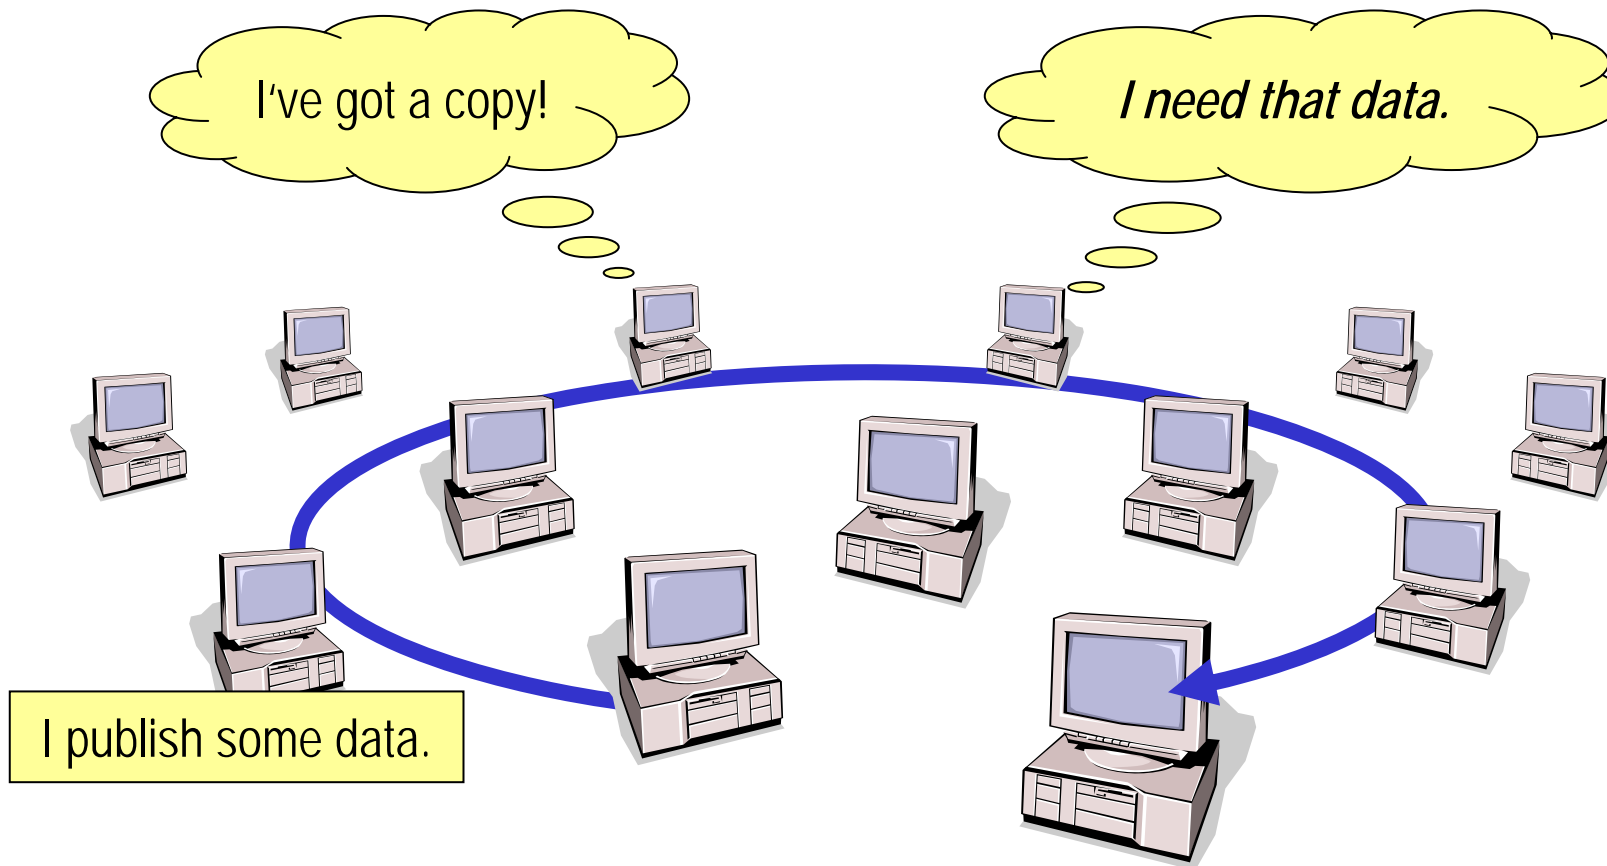 I‘ve got a copy!
I need that data.
I publish some data.